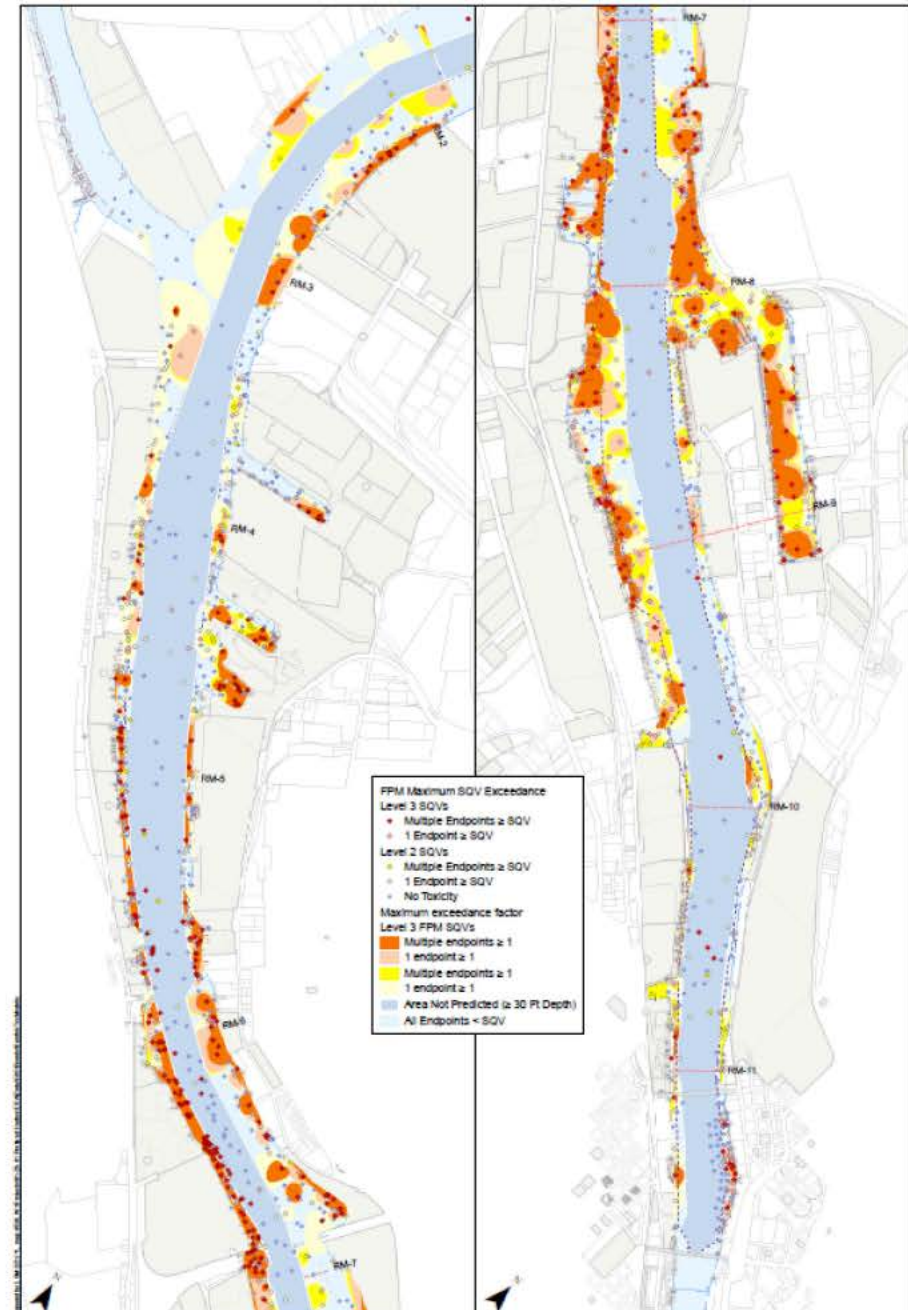 RM-2
RM-3
RM-4
RM-5
RM-6
RM-7
N
RM-7
RM-8
RM-9
RM-10
RM-11
N
FPM Maximum SQV Exceedance
Level 3 SQVs
Multiple Endpoints ≥ SQV
1 Endpoint ≥ SQV
Level 2 SQVs
Multiple Endpoints ≥ SQV
1 Endpoint ≥ SQV
No Toxicity
Maximum exceedance factor
Level 3 FPM SQVs
Multiple endpoints ≥ 1
1 endpoint ≥ 1
Multiple endpoints ≥ 1
1 endpoint ≥ 1
Area Not Predicted (≥ 30 Ft Depth)
All Endpoints < SQV